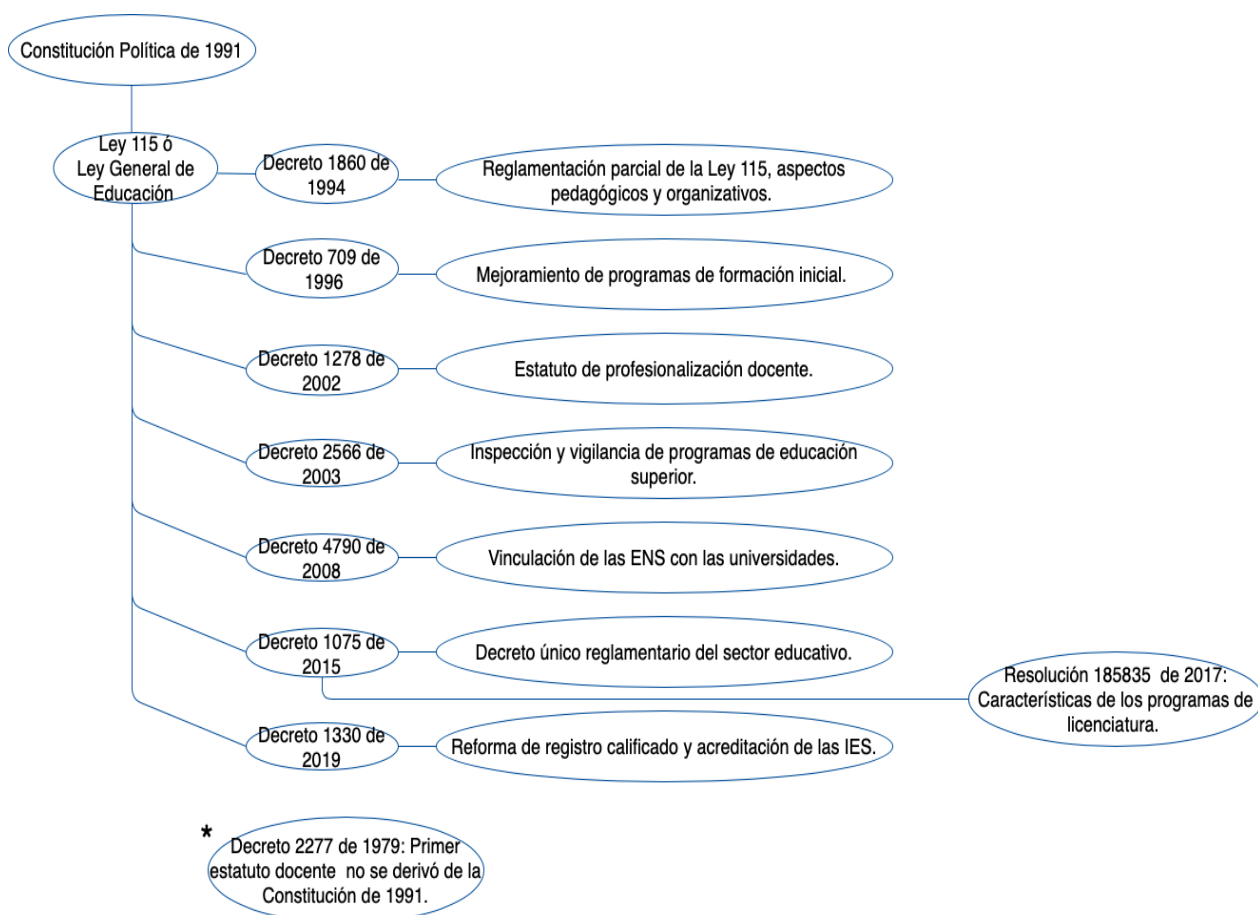 Constitución Política de 1991
Ley 115 ó
Ley General de
Educación
Decreto 1860 de
1994
Reglamentación parcial de la Ley 115, aspectos
pedagógicos y organizativos.
Decreto 709 de
1996
Mejoramiento de programas de formación inicial.
Decreto 1278 de
2002
Estatuto de profesionalización docente.
Decreto 2566 de
2003
Inspección y vigilancia de programas de educación
superior.
Decreto 4790 de
2008
Vinculación de las ENS con las universidades.
Decreto 1075 de
2015
Decreto único reglamentario del sector educativo.
Resolución 185835 de 2017:
Características de los programas de
licenciatura.
Decreto 1330 de
2019
Reforma de registro calificado y acreditación de las IES.
*
Decreto 2277 de 1979: Primer
estatuto docente no se derivó de la
Constitución de 1991.